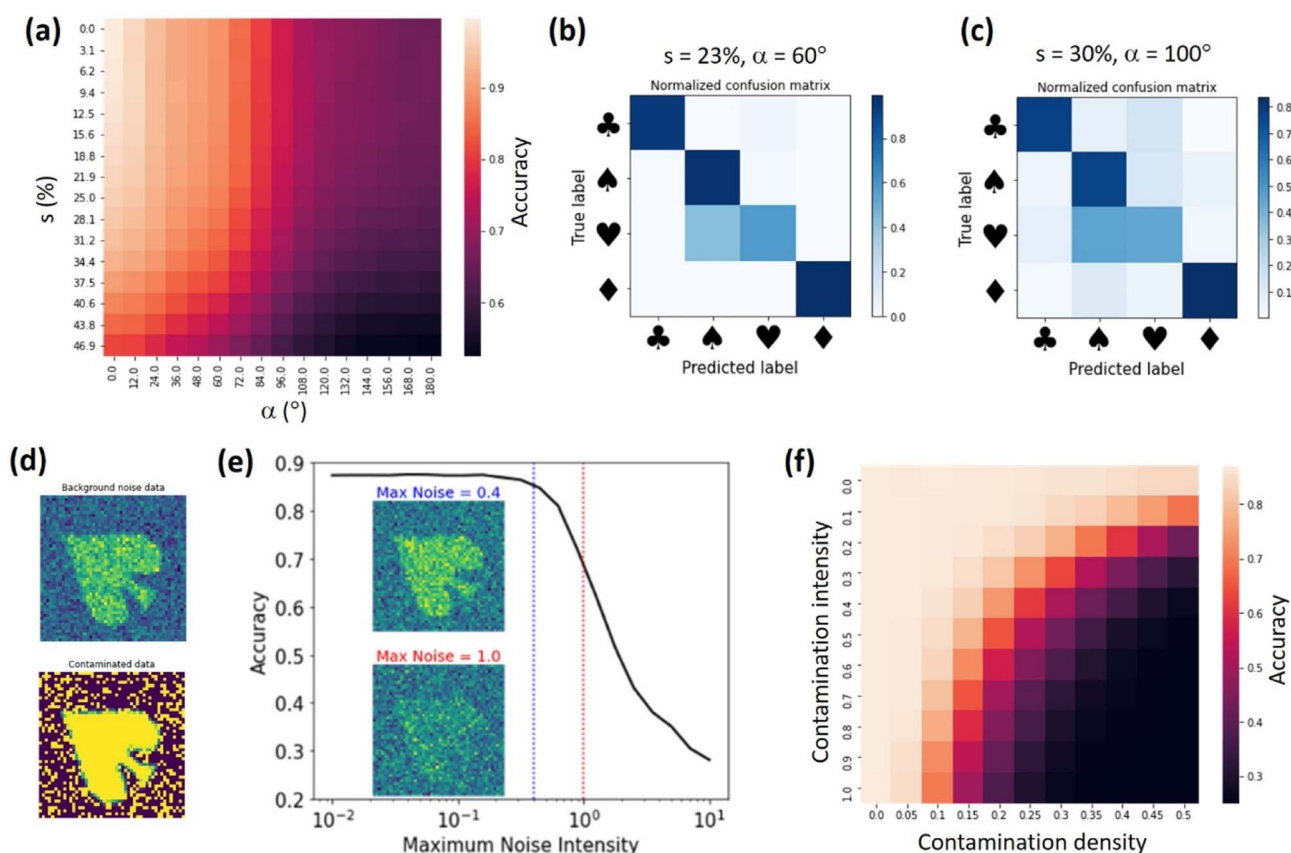 (a)
s (%)
0.0
3.1
6.2
9.4
12.5
15.6
18.8
21.9
25.0
28.1
31.2
34.4
37.5
40.6
43.8
46.9
0.0 12.0 24.0 36.0 48.0 60.0 72.0 84.0 96.0 108.0 120.0 132.0 144.0 156.0 168.0 180.0
α (°)
0.9
0.8
0.7
0.6
Accuracy
(b)
s = 23%, α = 60°
Normalized confusion matrix
True label
♣
♠
♥
♦
♣ ♠ ♥ ♦
Predicted label
0.8
0.6
0.4
0.2
0.0
(c)
s = 30%, α = 100°
Normalized confusion matrix
True label
♣
♠
♥
♦
♣ ♠ ♥ ♦
Predicted label
0.8
0.7
0.6
0.5
0.4
0.3
0.2
0.1
(d)
Background noise data
Contaminated data
(e)
Accuracy
0.9
0.8
0.7
0.6
0.5
0.4
0.3
0.2
Max Noise = 0.4
Max Noise = 1.0
10⁻² 10⁻¹ 10⁰ 10¹
Maximum Noise Intensity
(f)
Contamination intensity
0.0
0.1
0.2
0.3
0.4
0.5
0.6
0.7
0.8
0.9
1.0
0.0 0.05 0.1 0.15 0.2 0.25 0.3 0.35 0.4 0.45 0.5
Contamination density
0.8
0.7
0.6
0.5
0.4
0.3
Accuracy